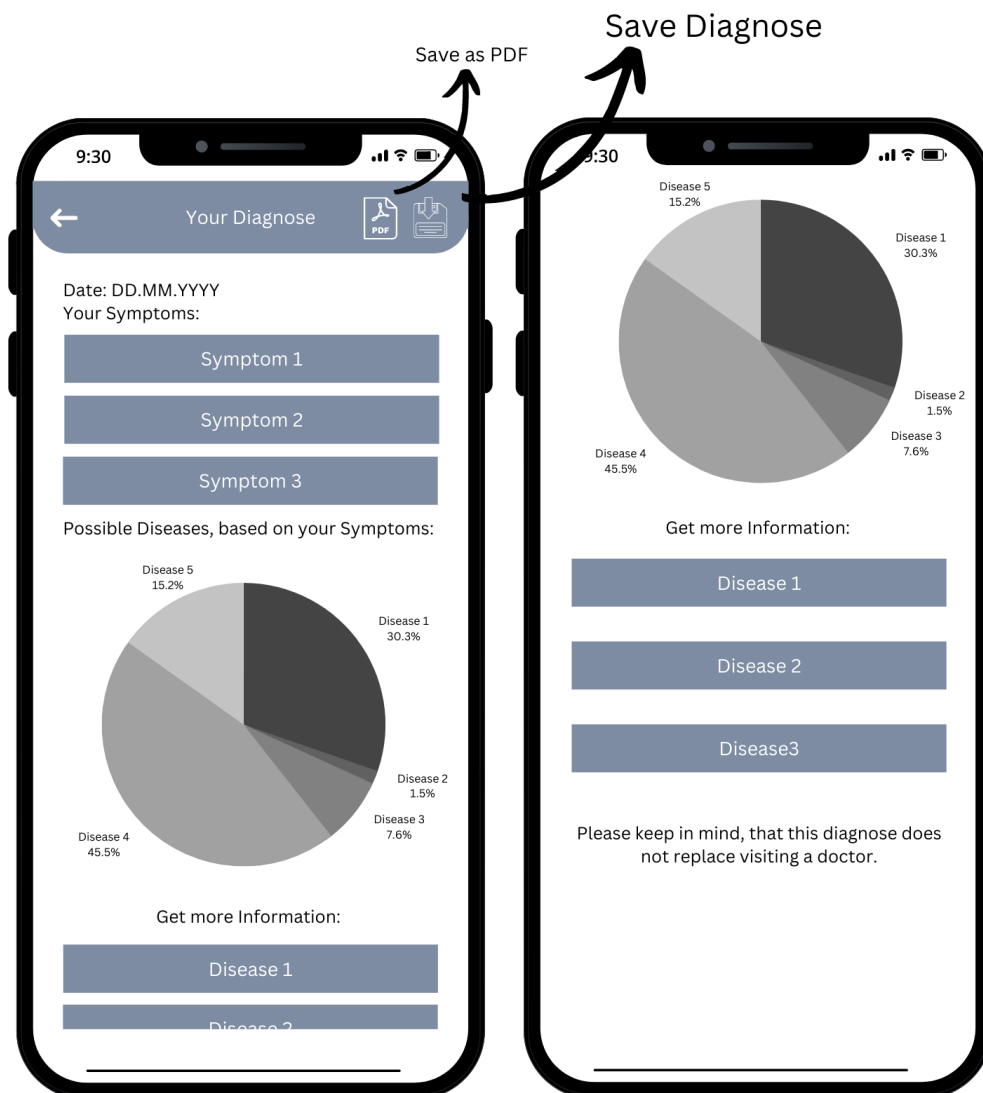 Save Diagnose
Save as PDF
9:30
Your Diagnose
PDF
Date: DD.MM.YYYY
Your Symptoms:
Symptom 1
Symptom 2
Symptom 3
Possible Diseases, based on your Symptoms:
Disease 5
15.2%
Disease 1
30.3%
Disease 2
1.5%
Disease 3
7.6%
Disease 4
45.5%
Get more Information:
Disease 1
Disease 2
9:30
Disease 5
15.2%
Disease 1
30.3%
Disease 2
1.5%
Disease 3
7.6%
Disease 4
45.5%
Get more Information:
Disease 1
Disease 2
Disease3
Please keep in mind, that this diagnose does
not replace visiting a doctor.